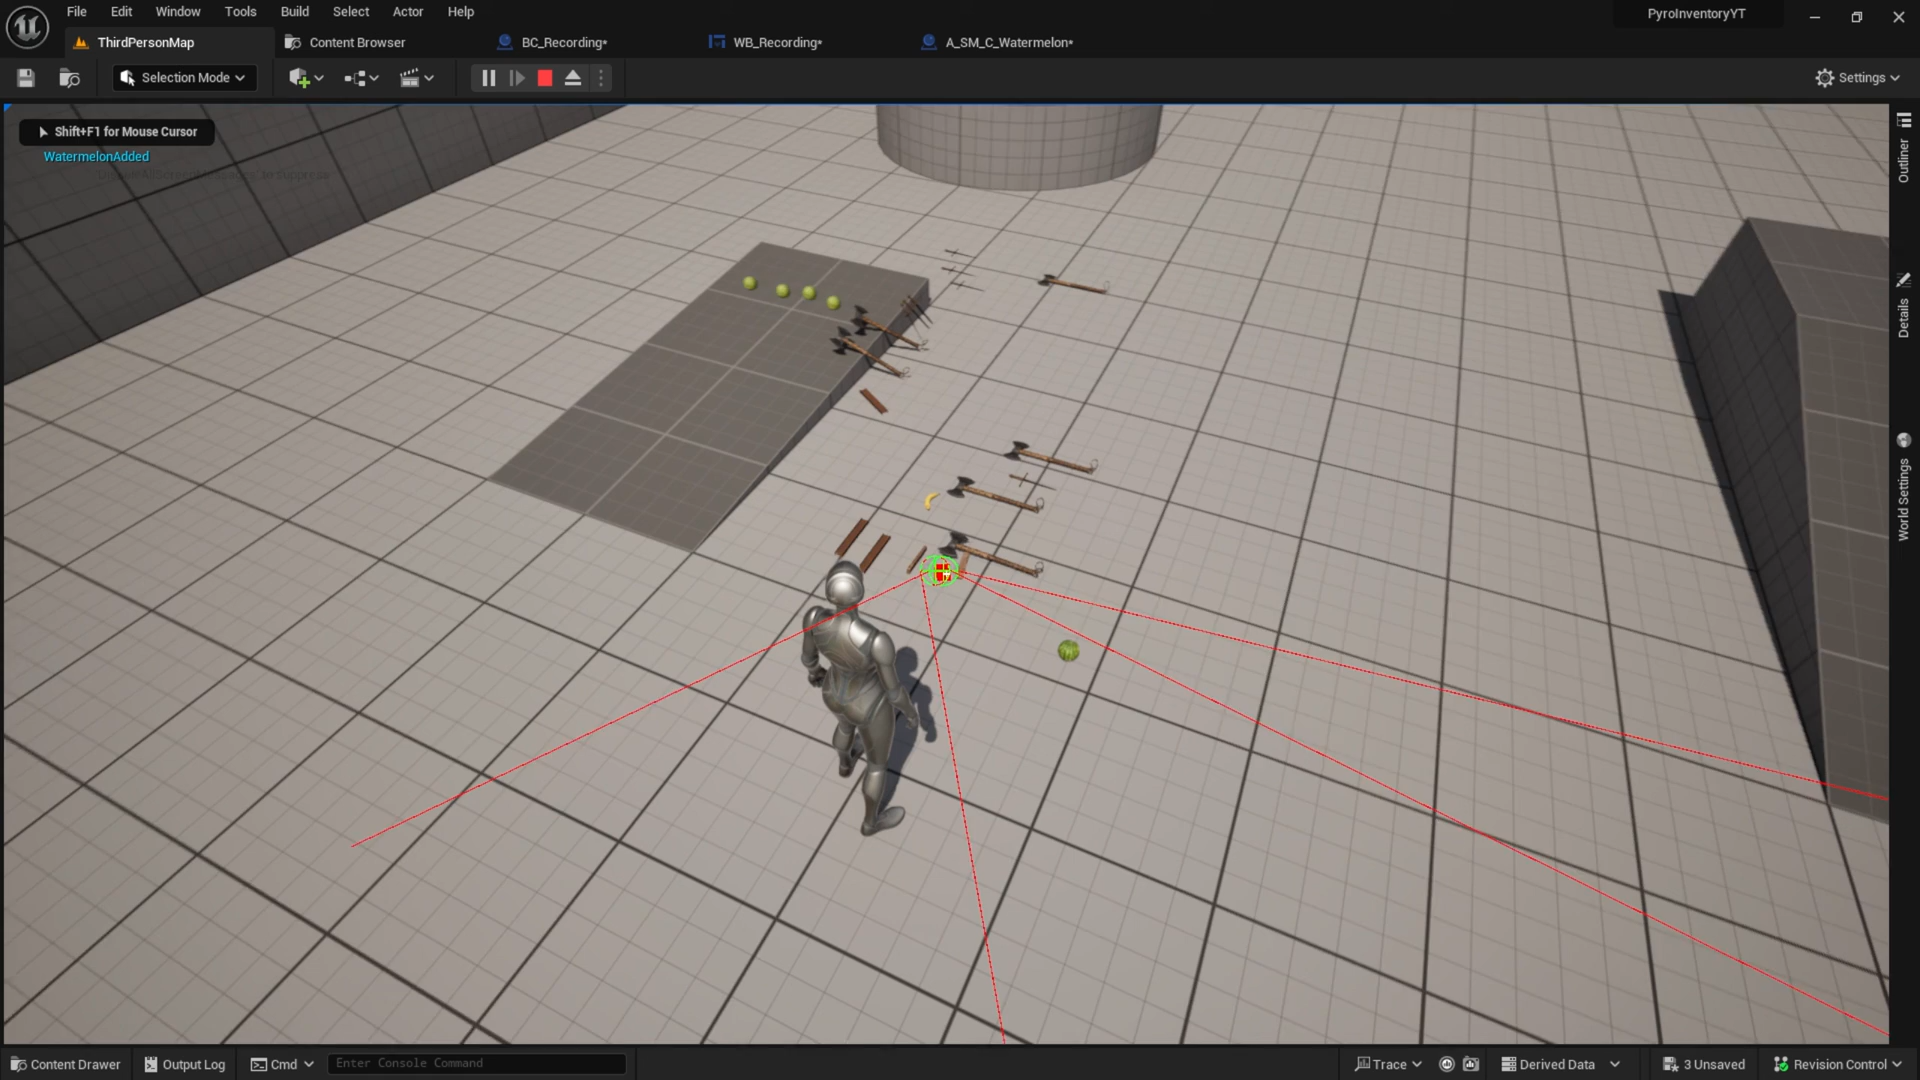 File Edit Window Tools Build Select Actor Help
PyroInventoryYT
ThirdPersonMap
Content Browser
BC_Recording*
WB_Recording*
A_SM_C_Watermelon*
Selection Mode
Settings
Shift+F1 for Mouse Cursor
WatermelonAdded
to suppress
Outliner
Details
World Settings
Content Drawer
Output Log
Cmd
Enter Console Command
Trace
Derived Data
3 Unsaved
Revision Control